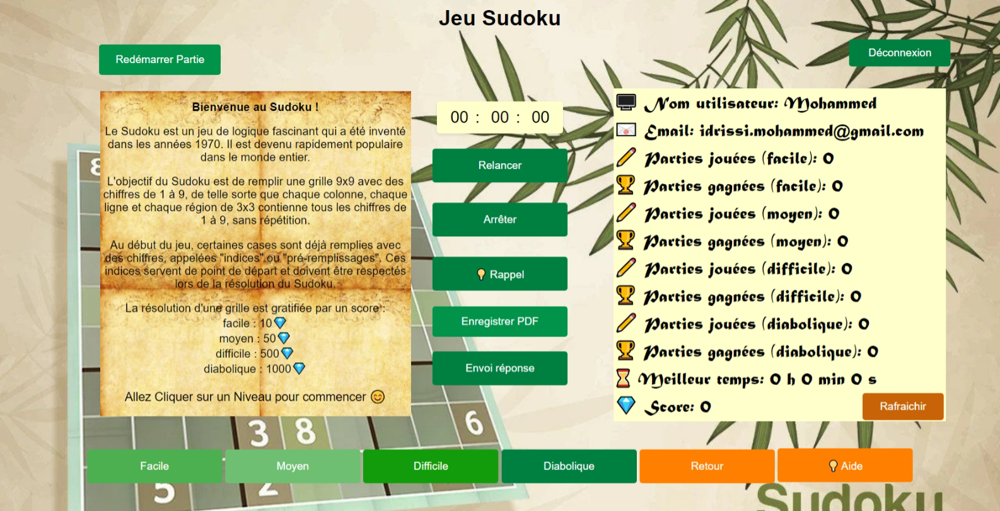 Jeu Sudoku
Redémarrer Partie
Déconnexion
Bienvenue au Sudoku !
Le Sudoku est un jeu de logique fascinant qui a été inventé
dans les années 1970. Il est devenu rapidement populaire
dans le monde entier.
L'objectif du Sudoku est de remplir une grille 9x9 avec des
chiffres de 1 à 9, de telle sorte que chaque colonne, chaque
ligne et chaque région de 3x3 contienne tous les chiffres de
1 à 9, sans répétition.
Au début du jeu, certaines cases sont déjà remplies avec
des chiffres, appelées "indices" ou "pré-remplissages". Ces
indices servent de point de départ et doivent être respectés
lors de la résolution du Sudoku.
La résolution d'une grille est gratifiée par un score :
facile : 10💎
moyen : 50💎
difficile : 500💎
diabolique : 1000💎
Allez Cliquer sur un Niveau pour commencer 😊
00 : 00 : 00
Relancer
Arrêter
💡 Rappel
Enregistrer PDF
Envoi réponse
Nom utilisateur: Mohammed
Email: idrissi.mohammed@gmail.com
Parties jouées (facile): 0
Parties gagnées (facile): 0
Parties jouées (moyen): 0
Parties gagnées (moyen): 0
Parties jouées (difficile): 0
Parties gagnées (difficile): 0
Parties jouées (diabolique): 0
Parties gagnées (diabolique): 0
Meilleur temps: 0 h 0 min 0 s
Score: 0
Rafraichir
8
3 8 6
Facile
Moyen
Difficile
Diabolique
Retour
💡 Aide
5 2
Sudoku